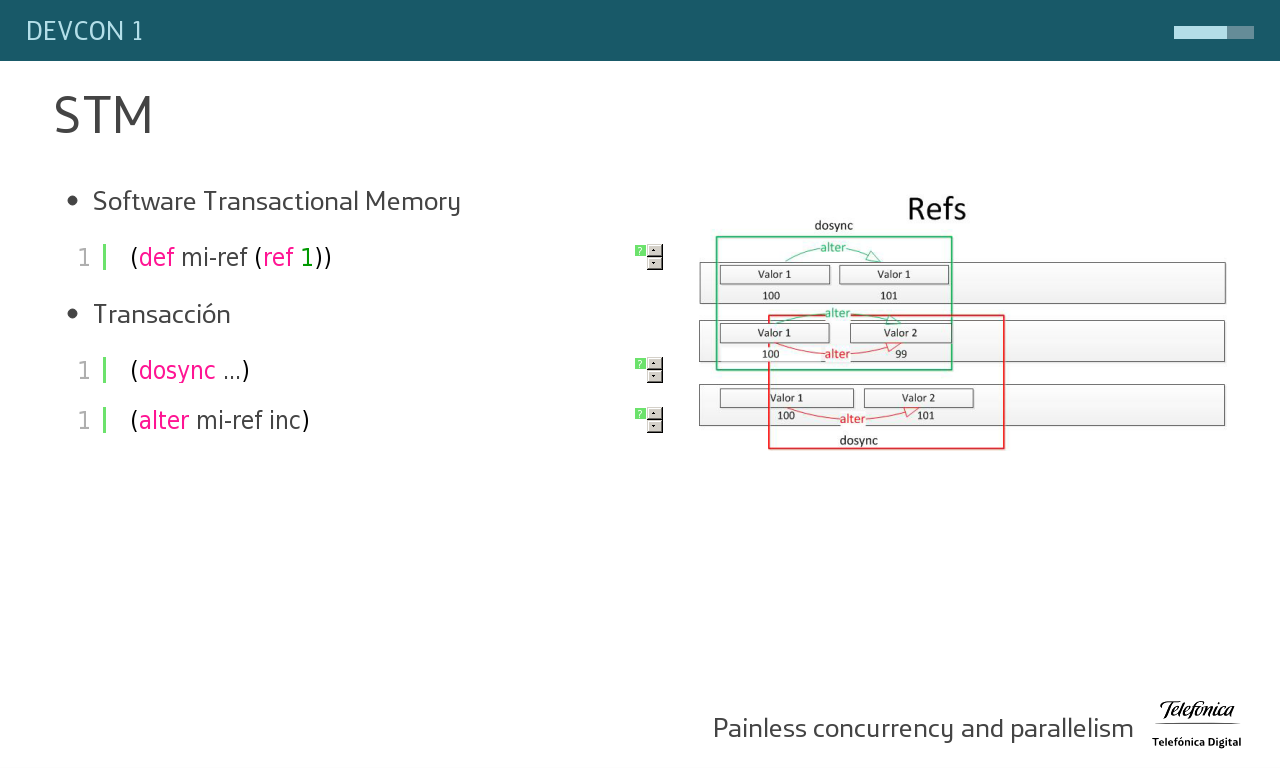 DEVCON 1
STM
• Software Transactional Memory
1 (def mi-ref (ref 1))
?
• Transacción
1 (dosync ...)
?
1 (alter mi-ref inc)
?
Refs
dosync
alter
Valor 1 Valor 1
100 101
alter
Valor 1 Valor 2
100 alter 99
Valor 1 Valor 2
100 alter 101
dosync
Painless concurrency and parallelism
Telefónica
Telefónica Digital